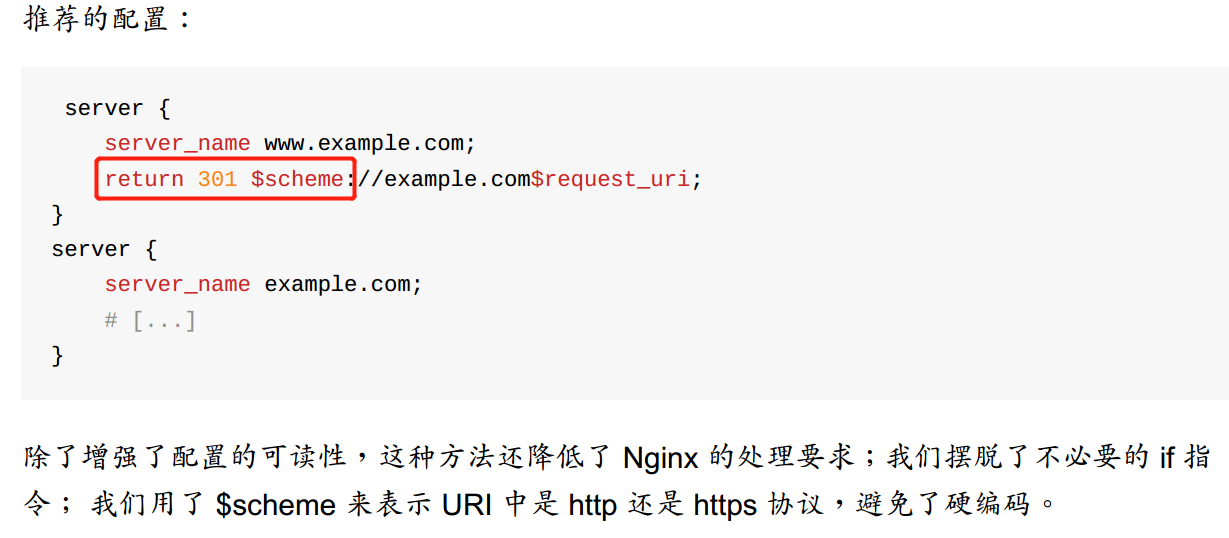 推荐的配置：
server {
server_name www.example.com;
return 301 $scheme://example.com$request_uri;
}
server {
server_name example.com;
# [...]
}
除了增强了配置的可读性，这种方法还降低了 Nginx 的处理要求；我们摆脱了不必要的 if 指
令； 我们用了 $scheme 来表示 URI 中是 http 还是 https 协议，避免了硬编码。